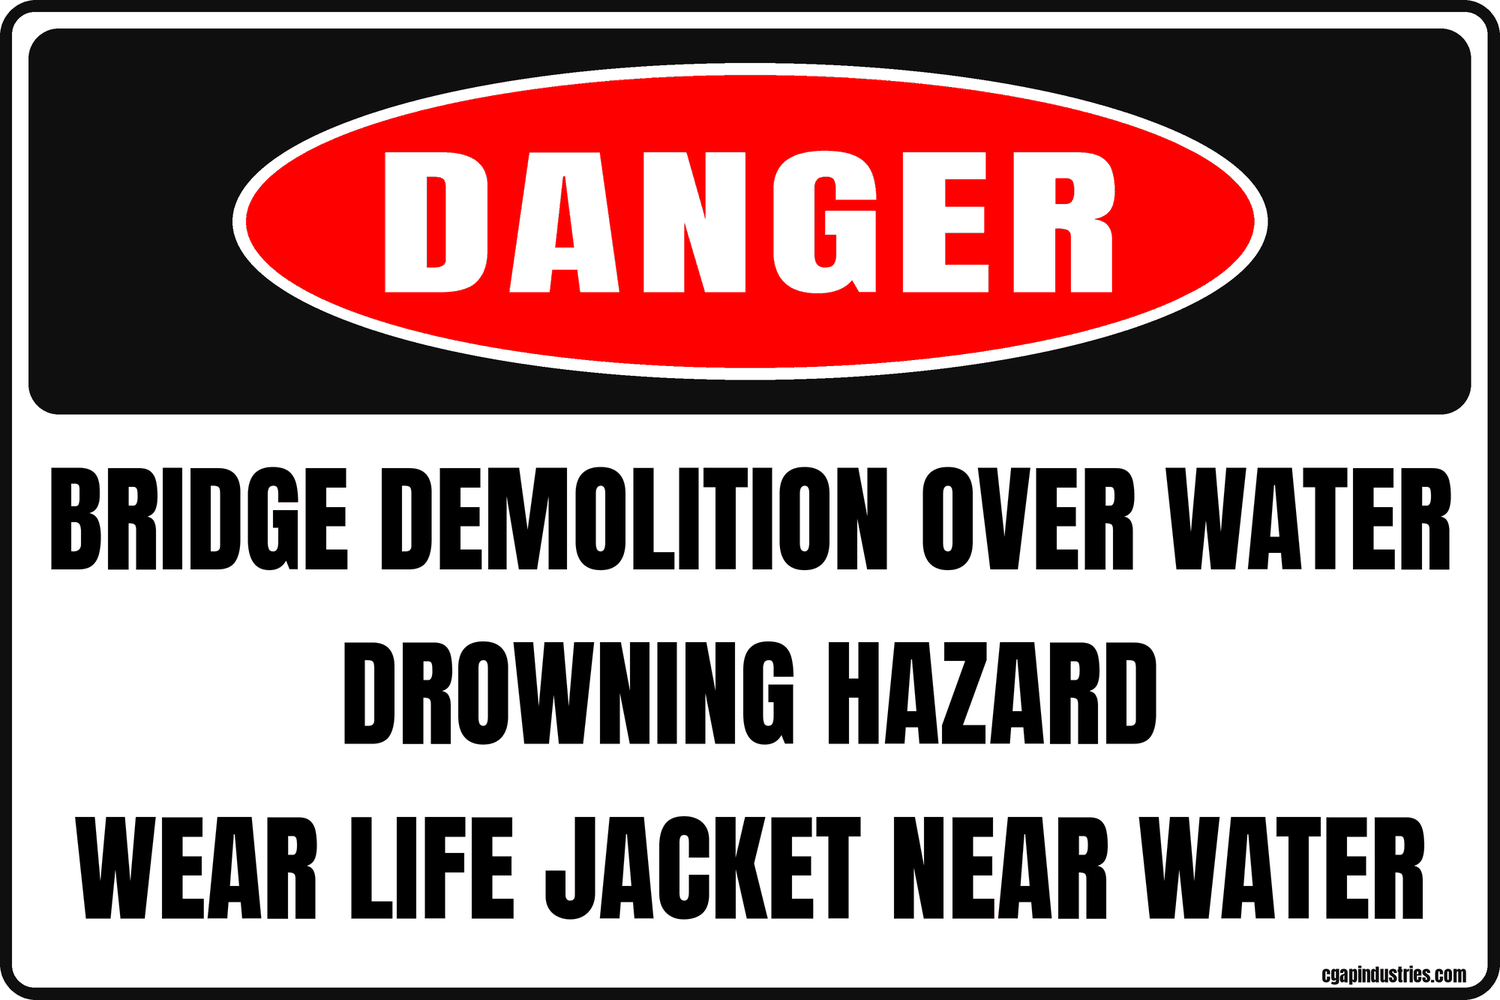 DANGER
BRIDGE DEMOLITION OVER WATER
DROWNING HAZARD
WEAR LIFE JACKET NEAR WATER
cgapindustries.com